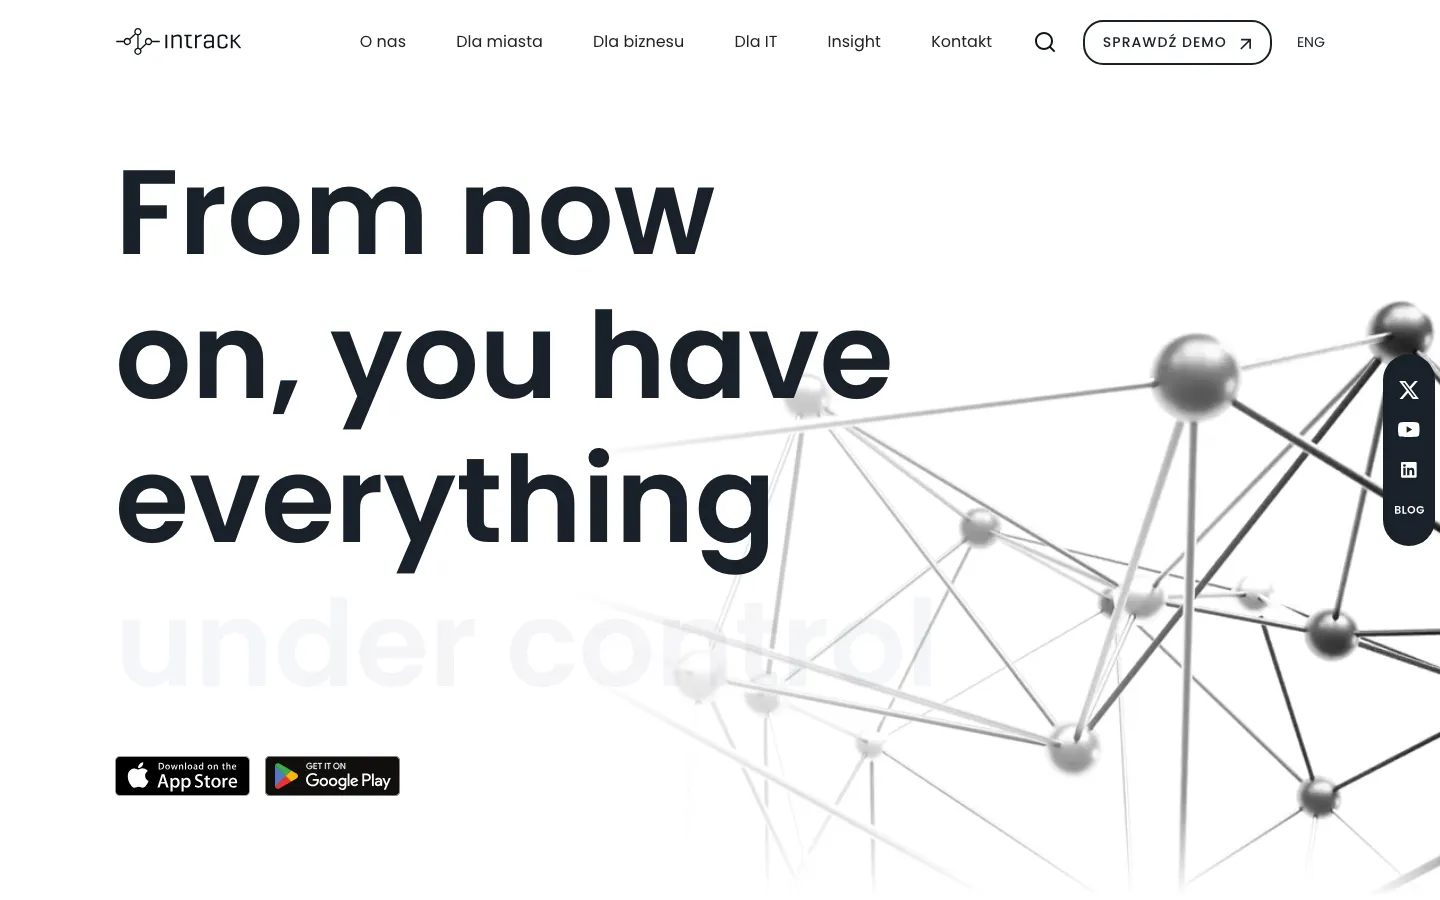 INTRACK
O nas
Dla miasta
Dla biznesu
Dla IT
Insight
Kontakt
SPRAWDŹ DEMO
ENG
From now
on, you have
everything
under control
BLOG
Download on the
App Store
GET IT ON
Google Play